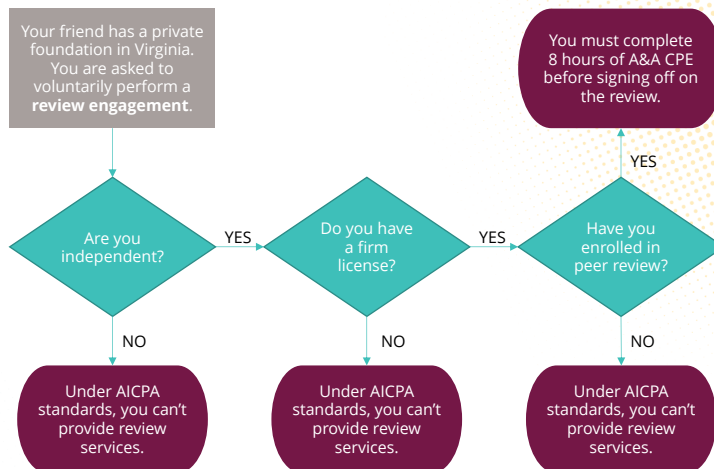 Your friend has a private
foundation in Virginia.
You are asked to
voluntarily perform a
review engagement.
You must complete
8 hours of A&A CPE
before signing off on
the review.
YES
Are you
independent?
YES
Do you have
a firm
license?
YES
Have you
enrolled in
peer review?
NO
NO
NO
Under AICPA
standards, you can’t
provide review
services.
Under AICPA
standards, you can’t
provide review
services.
Under AICPA
standards, you can’t
provide review
services.